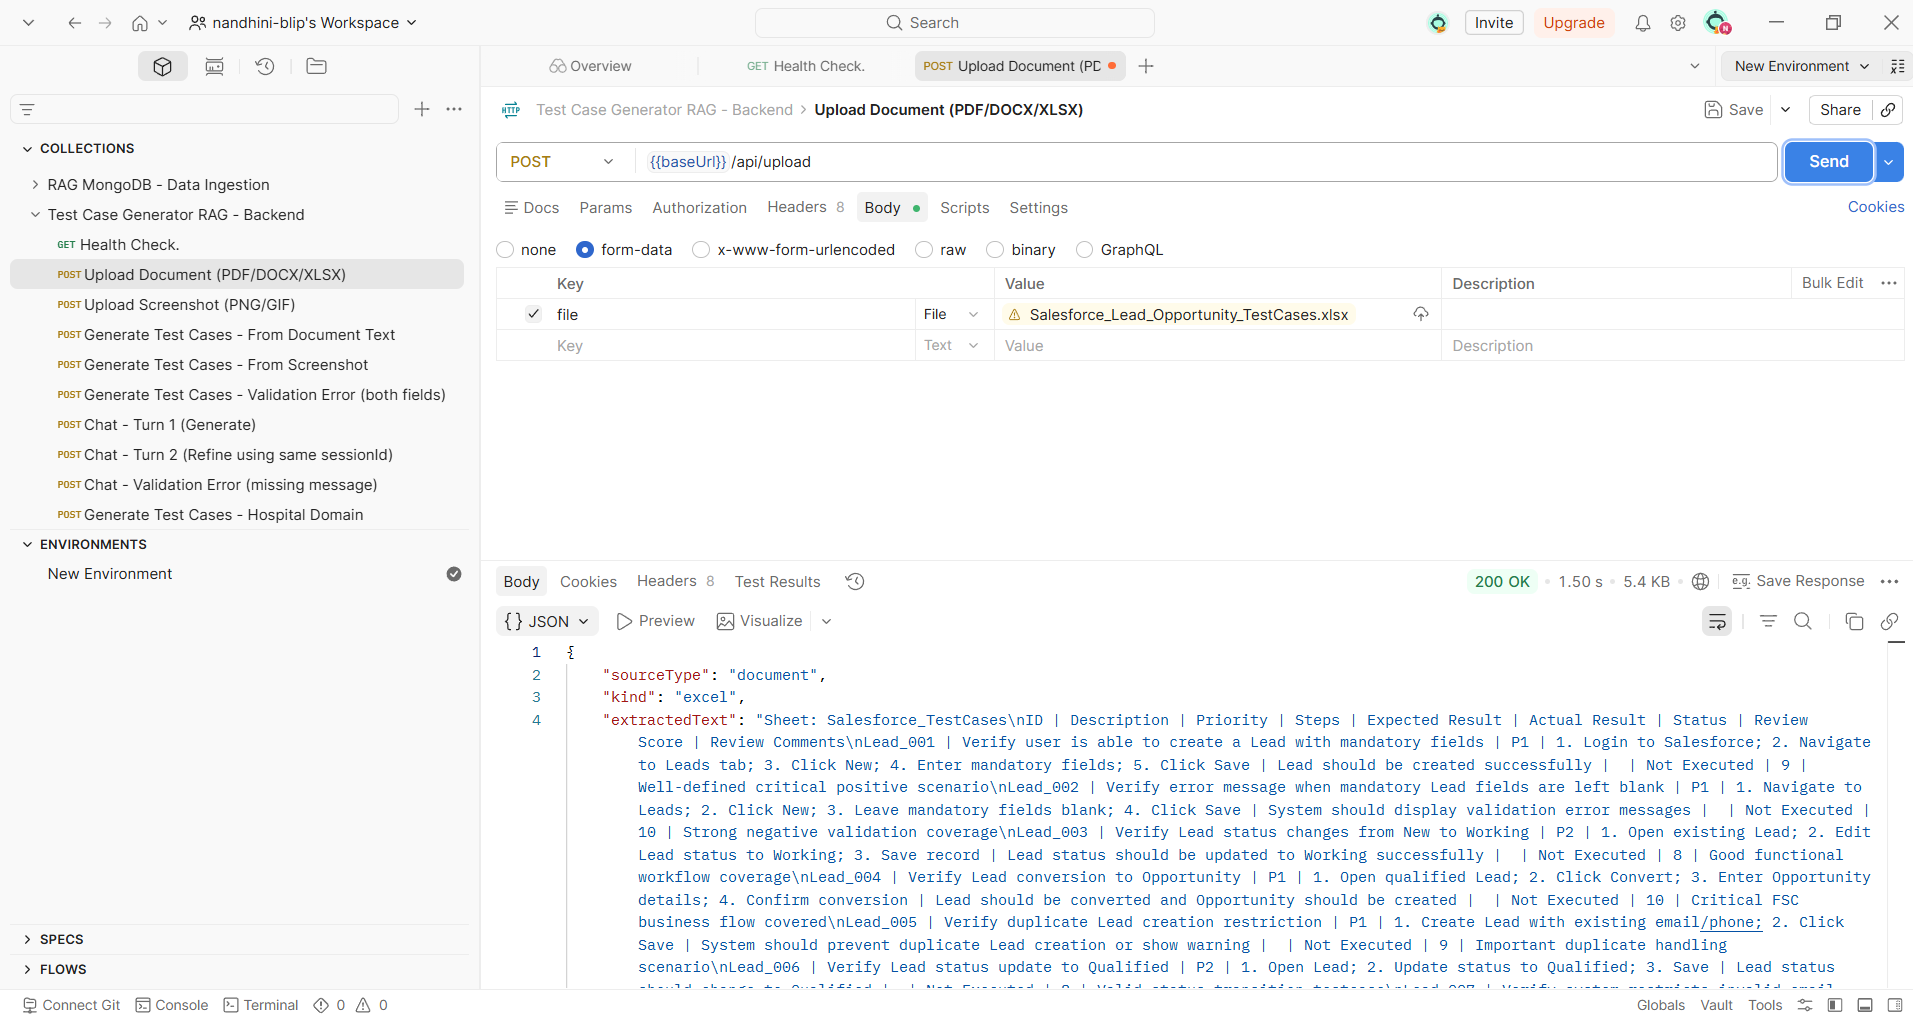 nandhini-blip's Workspace
Search
Invite
Upgrade
N
Overview
GET Health Check.
POST Upload Document (PD
New Environment
HTTP Test Case Generator RAG - Backend > Upload Document (PDF/DOCX/XLSX)
Save
Share
COLLECTIONS
RAG MongoDB - Data Ingestion
Test Case Generator RAG - Backend
GET Health Check.
POST Upload Document (PDF/DOCX/XLSX)
POST Upload Screenshot (PNG/GIF)
POST Generate Test Cases - From Document Text
POST Generate Test Cases - From Screenshot
POST Generate Test Cases - Validation Error (both fields)
POST Chat - Turn 1 (Generate)
POST Chat - Turn 2 (Refine using same sessionId)
POST Chat - Validation Error (missing message)
POST Generate Test Cases - Hospital Domain
ENVIRONMENTS
New Environment
SPECS
FLOWS
POST {{baseUrl}} /api/upload
Send
Docs Params Authorization Headers 8 Body Scripts Settings
Cookies
none form-data x-www-form-urlencoded raw binary GraphQL
Key Value Description Bulk Edit
file File Salesforce_Lead_Opportunity_TestCases.xlsx
Key Text Value Description
Body Cookies Headers 8 Test Results
200 OK 1.50 s 5.4 KB e.g. Save Response
{} JSON Preview Visualize
1 {
2 "sourceType": "document",
3 "kind": "excel",
4 "extractedText": "Sheet: Salesforce_TestCases\nID | Description | Priority | Steps | Expected Result | Actual Result | Status | Review
Score | Review Comments\nLead_001 | Verify user is able to create a Lead with mandatory fields | P1 | 1. Login to Salesforce; 2. Navigate
to Leads tab; 3. Click New; 4. Enter mandatory fields; 5. Click Save | Lead should be created successfully |  | Not Executed | 9 |
Well-defined critical positive scenario\nLead_002 | Verify error message when mandatory Lead fields are left blank | P1 | 1. Navigate to
Leads; 2. Click New; 3. Leave mandatory fields blank; 4. Click Save | System should display validation error messages |  | Not Executed |
10 | Strong negative validation coverage\nLead_003 | Verify Lead status changes from New to Working | P2 | 1. Open existing Lead; 2. Edit
Lead status to Working; 3. Save record | Lead status should be updated to Working successfully |  | Not Executed | 8 | Good functional
workflow coverage\nLead_004 | Verify Lead conversion to Opportunity | P1 | 1. Open qualified Lead; 2. Click Convert; 3. Enter Opportunity
details; 4. Confirm conversion | Lead should be converted and Opportunity should be created |  | Not Executed | 10 | Critical FSC
business flow covered\nLead_005 | Verify duplicate Lead creation restriction | P1 | 1. Create Lead with existing email/phone; 2. Click
Save | System should prevent duplicate Lead creation or show warning |  | Not Executed | 9 | Important duplicate handling
scenario\nLead_006 | Verify Lead status update to Qualified | P2 | 1. Open Lead; 2. Update status to Qualified; 3. Save | Lead status
Connect Git Console Terminal 0 0
Globals Vault Tools